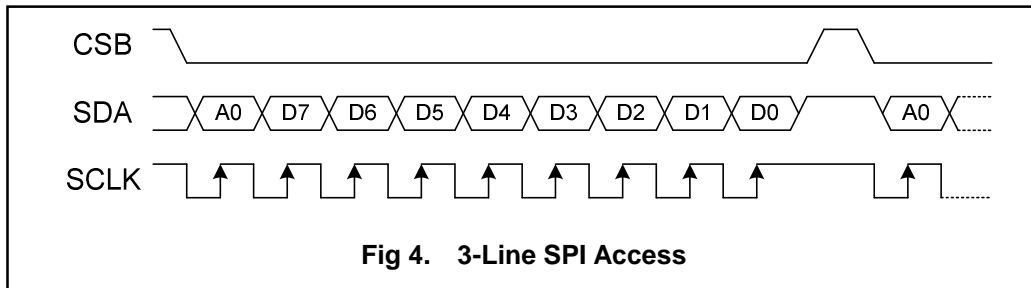 CSB
SDA A0 D7 D6 D5 D4 D3 D2 D1 D0 A0
SCLK
Fig 4. 3-Line SPI Access